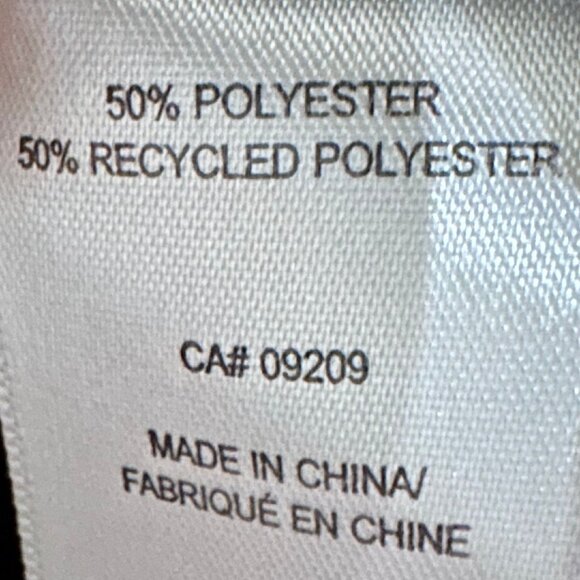 50% POLYESTER
50% RECYCLED POLYESTER
CA# 09209
MADE IN CHINA/
FABRIQUÉ EN CHINE